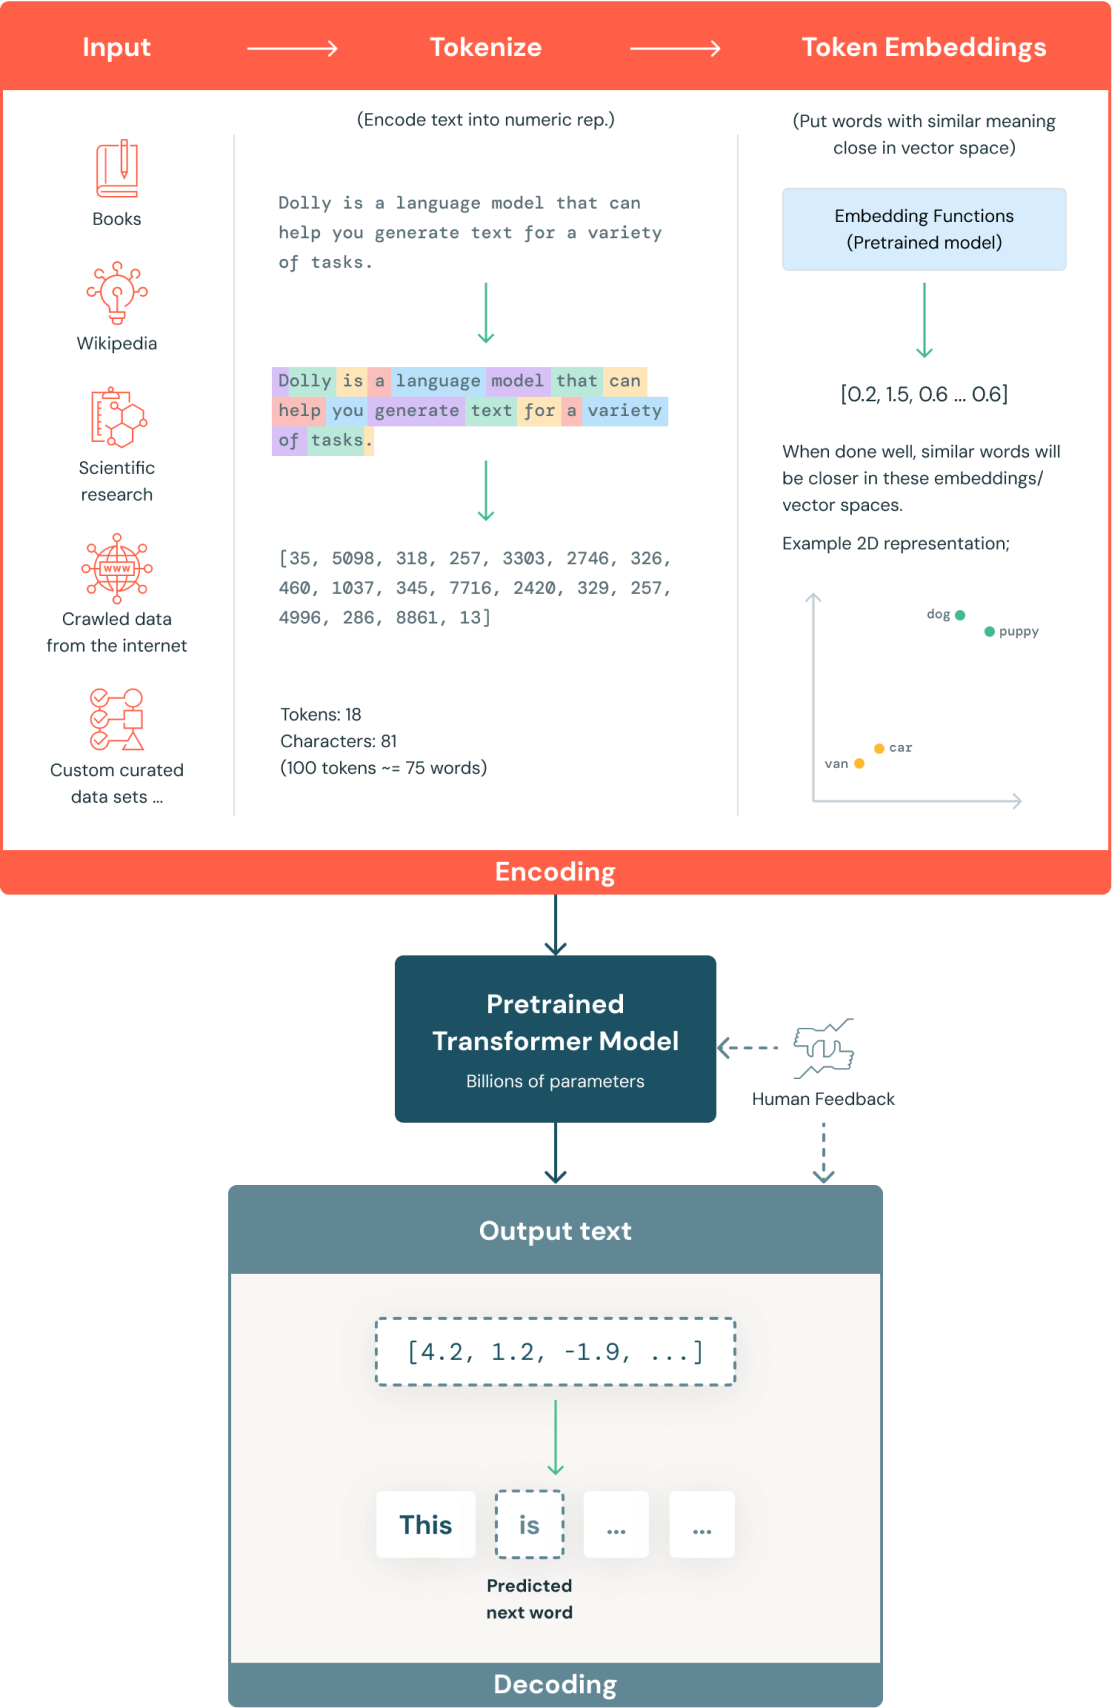 Input
Tokenize
Token Embeddings
Books
Wikipedia
Scientific
research
WWW
Crawled data
from the internet
Custom curated
data sets ...
(Encode text into numeric rep.)
Dolly is a language model that can
help you generate text for a variety
of tasks.
Dolly is a language model that can
help you generate text for a variety
of tasks.
[35, 5098, 318, 257, 3303, 2746, 326,
460, 1037, 345, 7716, 2420, 329, 257,
4996, 286, 8861, 13]
Tokens: 18
Characters: 81
(100 tokens ~= 75 words)
(Put words with similar meaning
close in vector space)
Embedding Functions
(Pretrained model)
[0.2, 1.5, 0.6 ... 0.6]
When done well, similar words will
be closer in these embeddings/
vector spaces.
Example 2D representation;
dog
puppy
car
van
Encoding
Pretrained
Transformer Model
Billions of parameters
Human Feedback
Output text
[4.2, 1.2, -1.9, ...]
This is ... ...
Predicted
next word
Decoding